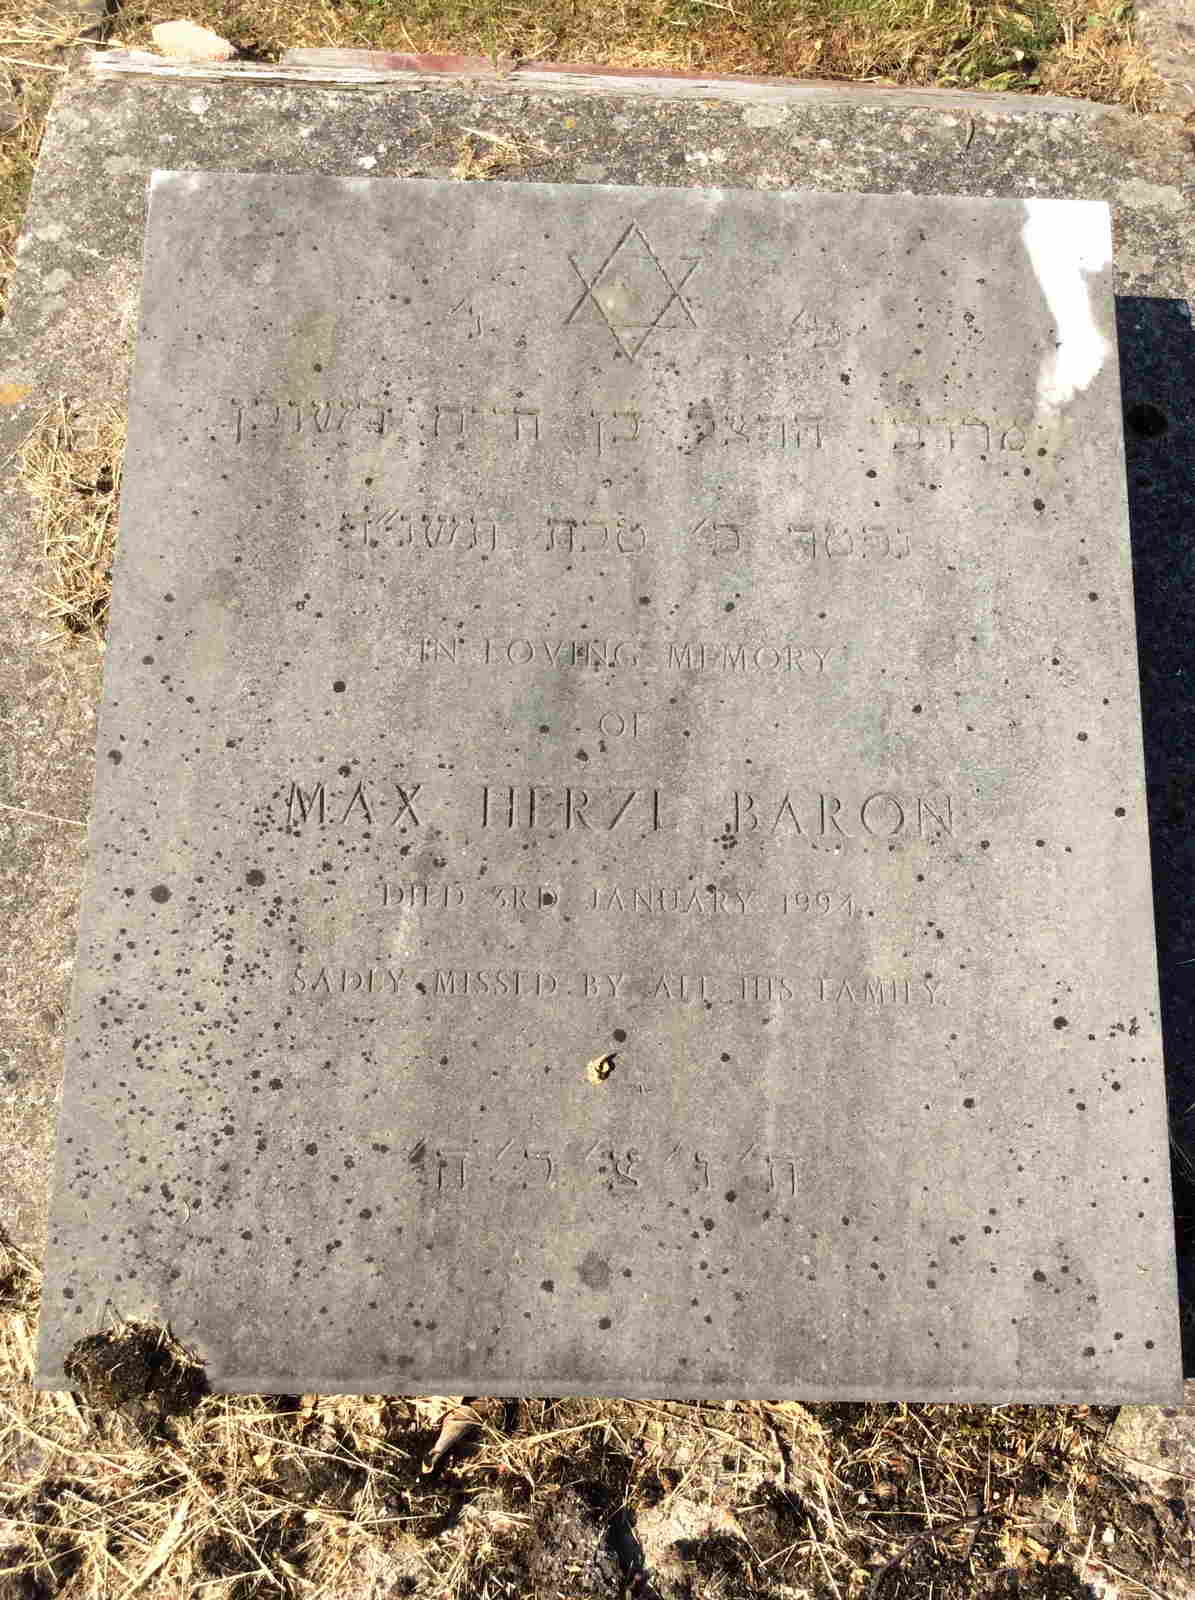 פ׳ נ׳
מרדכי הרצל בן חיים
נפטר כ׳ טבת תשנ״ד
IN LOVING MEMORY
OF
MAX HERZL BARON
DIED 3RD JANUARY 1994.
SADLY MISSED BY ALL HIS FAMILY.
ת׳ נ׳ צ׳ ב׳ ה׳